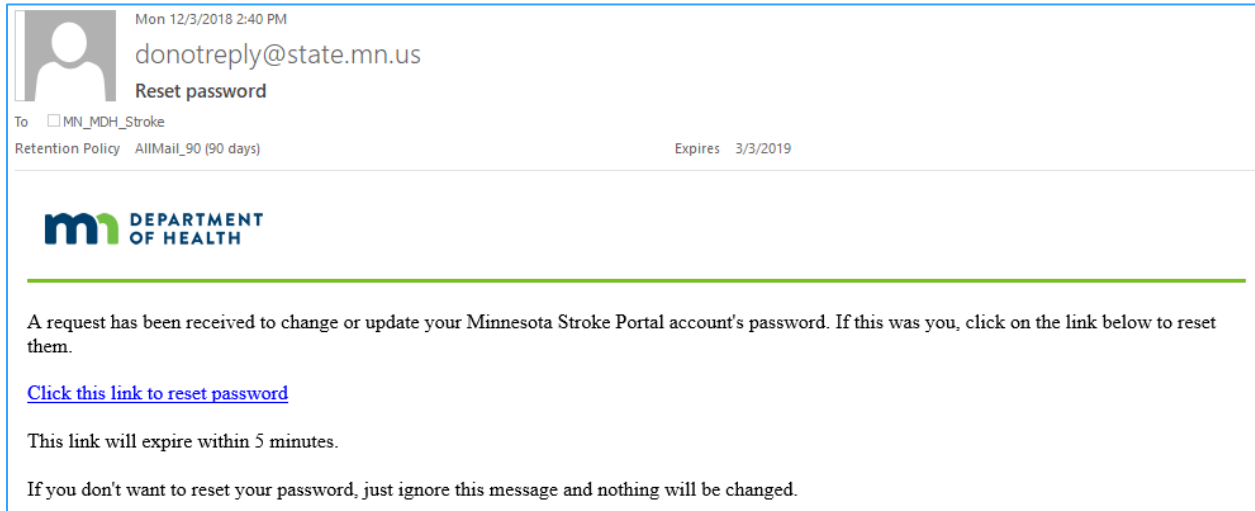 Mon 12/3/2018 2:40 PM
donotreply@state.mn.us
Reset password
To MN_MDH_Stroke
Retention Policy AllMail_90 (90 days) Expires 3/3/2019
mn DEPARTMENT
OF HEALTH
A request has been received to change or update your Minnesota Stroke Portal account's password. If this was you, click on the link below to reset
them.
Click this link to reset password
This link will expire within 5 minutes.
If you don't want to reset your password, just ignore this message and nothing will be changed.